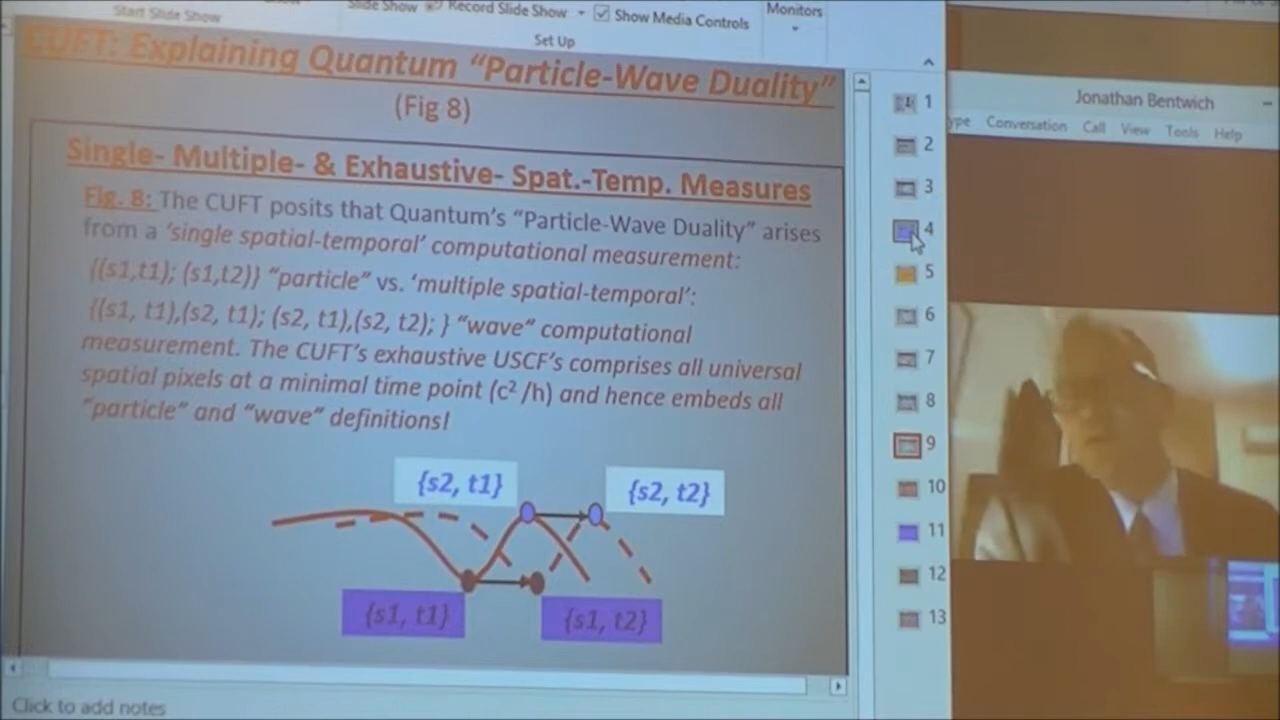 Start Slide Show
Slide Show
Record Slide Show
Show Media Controls
Monitors
Set Up
CUFT: Explaining Quantum “Particle-Wave Duality”
(Fig 8)
Single- Multiple- & Exhaustive- Spat.-Temp. Measures
Fig. 8: The CUFT posits that Quantum's “Particle-Wave Duality” arises
from a ‘single spatial-temporal’ computational measurement:
{(s1,t1); (s1,t2)} “particle” vs. ‘multiple spatial-temporal’:
{(s1, t1),(s2, t1); (s2, t1),(s2, t2); } “wave” computational
measurement. The CUFT's exhaustive USCF's comprises all universal
spatial pixels at a minimal time point (c² /h) and hence embeds all
“particle” and “wave” definitions!
{s2, t1}
{s2, t2}
{s1, t1}
{s1, t2}
Click to add notes
1
2
3
4
5
6
7
8
9
10
11
12
13
Jonathan Bentwich
Conversation Call View Tools Help